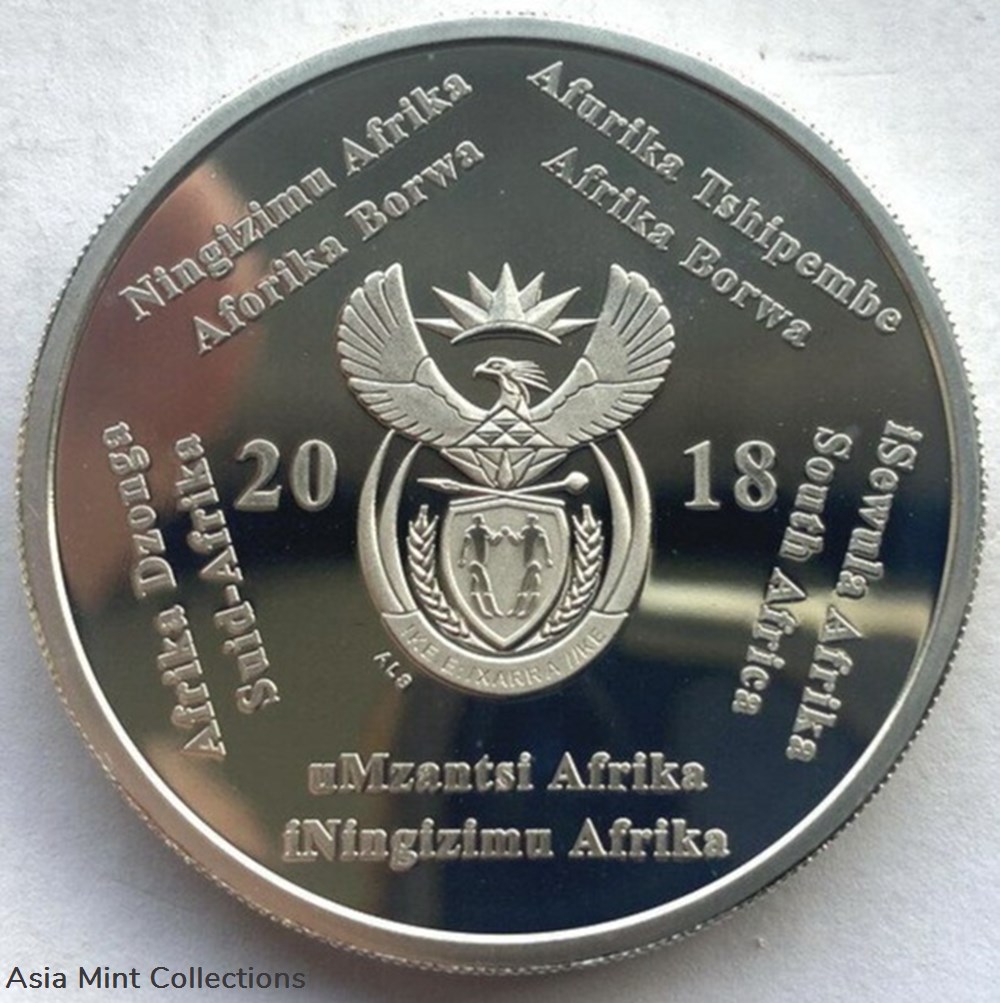 Ningizimu Afrika
Aforika Borwa
Afurika Tshipembe
Afrika Borwa
20 18
Afrika Dzonga
Suid-Afrika
iSewula Afrika
South Africa
!KE E: /XARRA //KE
ALS
uMzantsi Afrika
iNingizimu Afrika
Asia Mint Collections